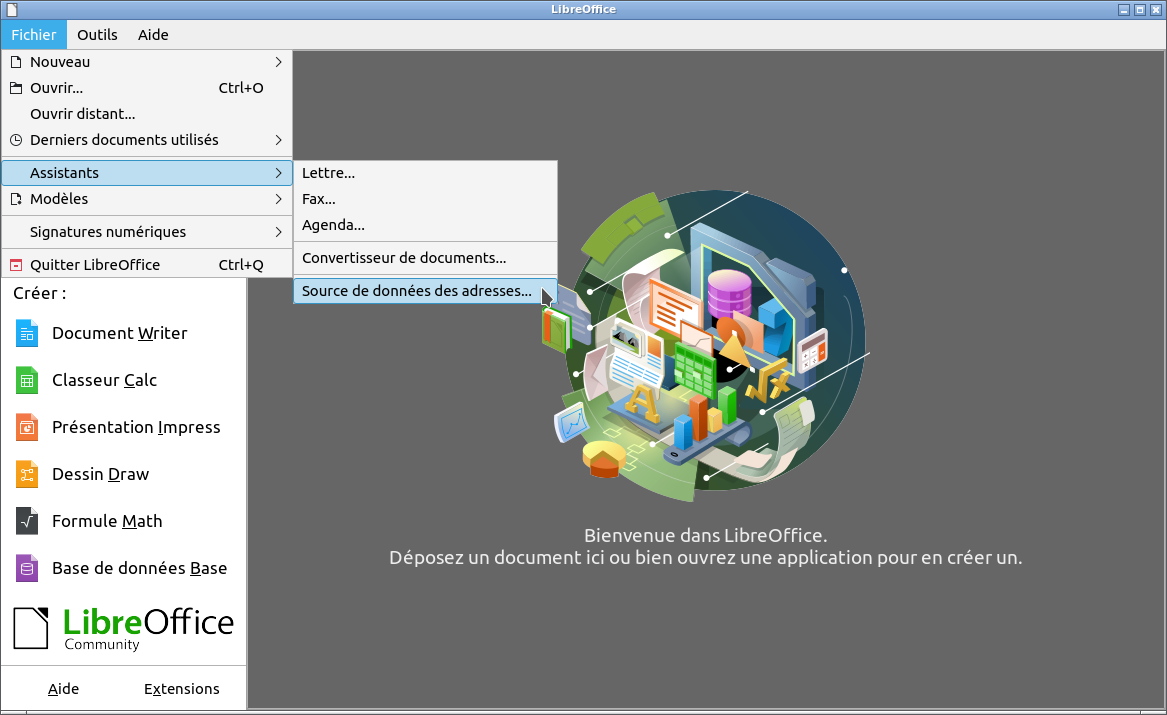 LibreOffice
Fichier Outils Aide
Nouveau
Ouvrir... Ctrl+O
Ouvrir distant...
Derniers documents utilisés
Assistants
Modèles
Signatures numériques
Quitter LibreOffice Ctrl+Q
Lettre...
Fax...
Agenda...
Convertisseur de documents...
Source de données des adresses...
Créer :
Document Writer
Classeur Calc
Présentation Impress
Dessin Draw
Formule Math
Base de données Base
LibreOffice
Community
Aide Extensions
Bienvenue dans LibreOffice.
Déposez un document ici ou bien ouvrez une application pour en créer un.